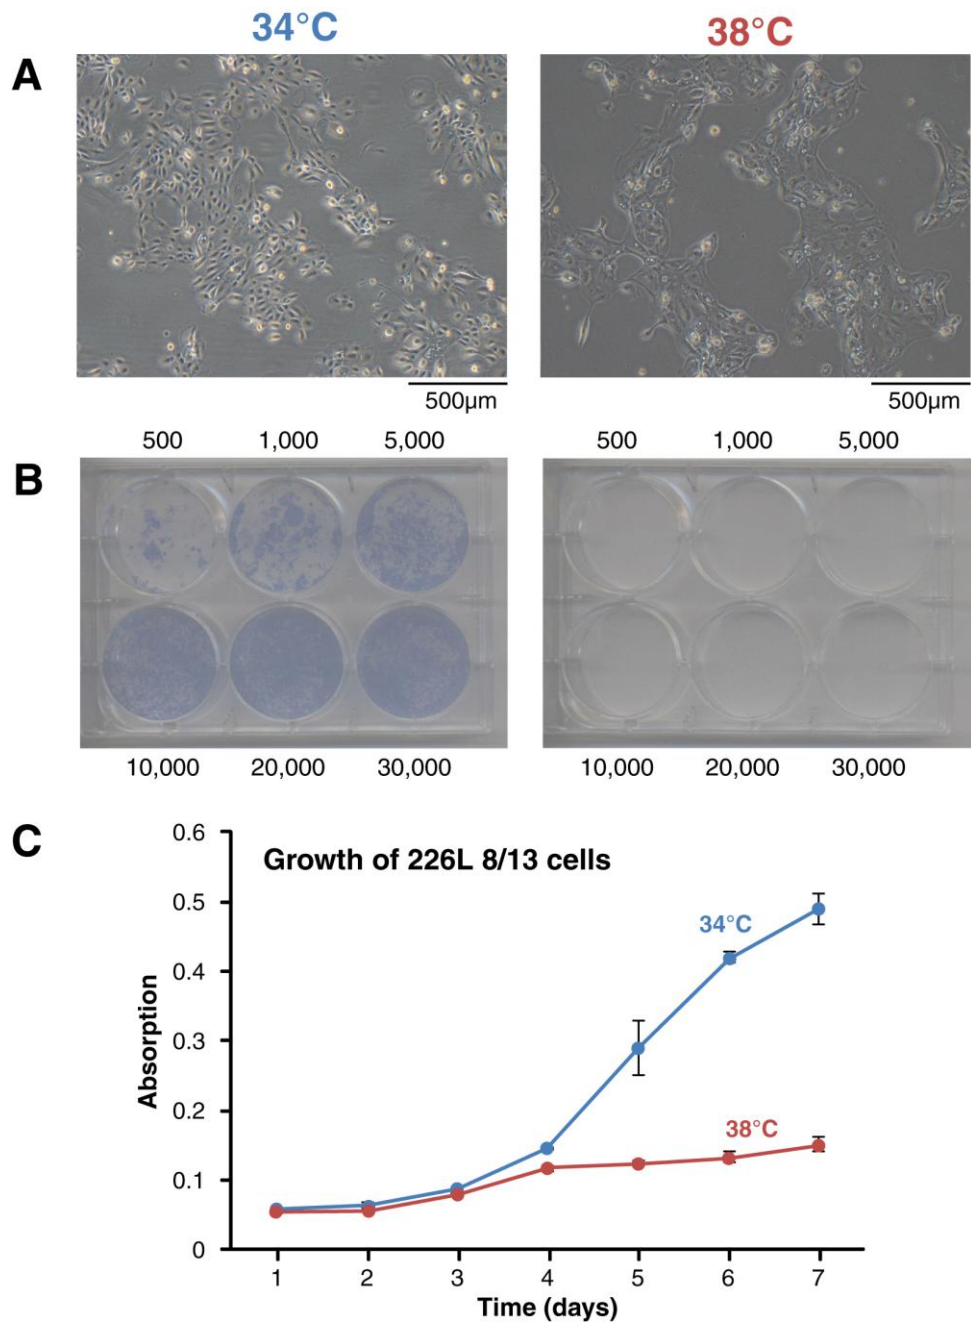 34°C 38°C
A
500µm 500µm
500 1,000 5,000 500 1,000 5,000
B
10,000 20,000 30,000 10,000 20,000 30,000
C
Growth of 226L 8/13 cells
0.6
0.5
0.4
0.3
0.2
0.1
0
Absorption
34°C
38°C
1 2 3 4 5 6 7
Time (days)